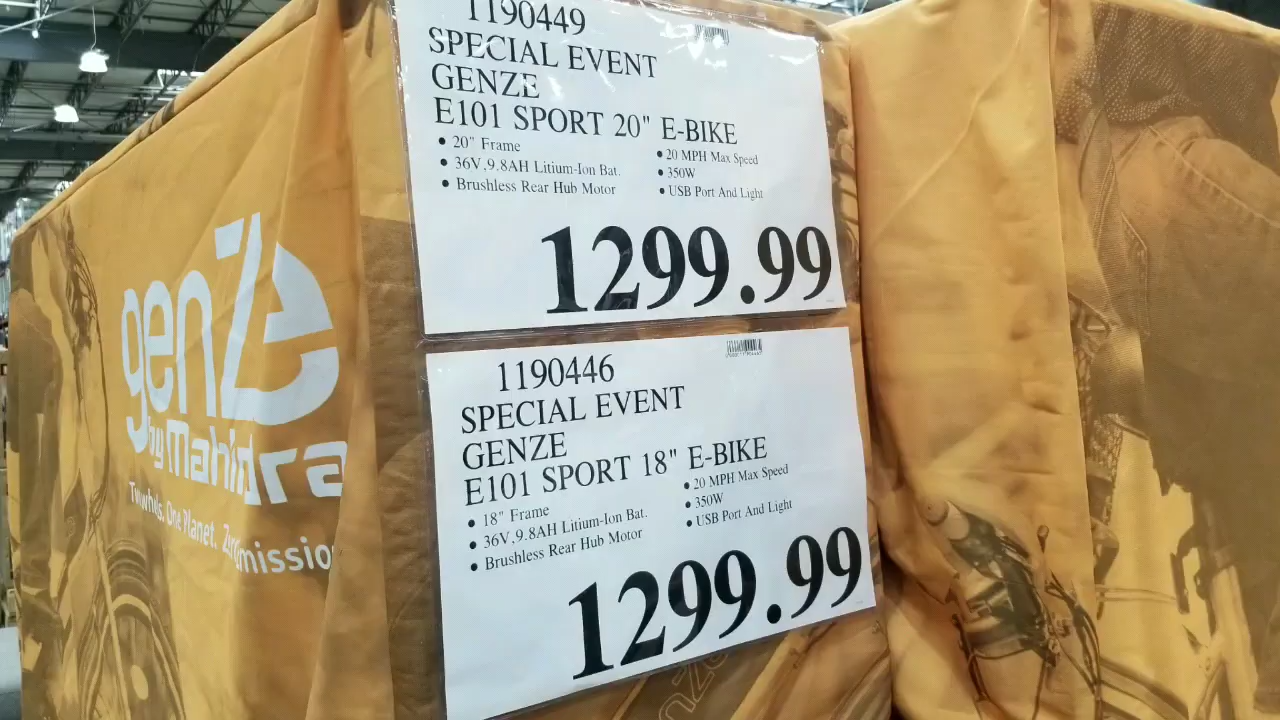 1190449
SPECIAL EVENT
GENZE
E101 SPORT 20" E-BIKE
• 20" Frame
• 36V,9.8AH Litium-Ion Bat.
• Brushless Rear Hub Motor
• 20 MPH Max Speed
• 350W
• USB Port And Light
1299.99
1190446
SPECIAL EVENT
GENZE
E101 SPORT 18" E-BIKE
• 18" Frame
• 36V,9.8AH Litium-Ion Bat.
• Brushless Rear Hub Motor
• 20 MPH Max Speed
• 350W
• USB Port And Light
1299.99
genZe
by Mahindra
One Planet.